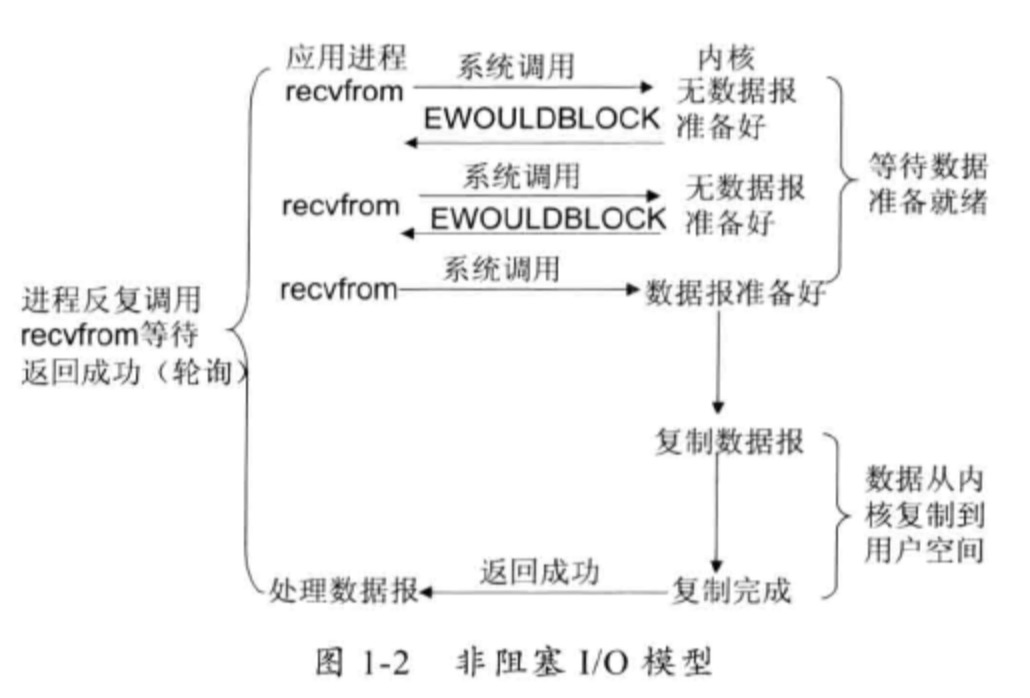 应用进程
系统调用
内核
recvfrom
无数据报
准备好
EWOULDBLOCK
系统调用
recvfrom
无数据报
准备好
EWOULDBLOCK
等待数据
准备就绪
系统调用
recvfrom
数据报准备好
进程反复调用
recvfrom等待
返回成功（轮询）
复制数据报
数据从内
核复制到
用户空间
返回成功
处理数据报
复制完成
图 1-2 非阻塞 I/O 模型